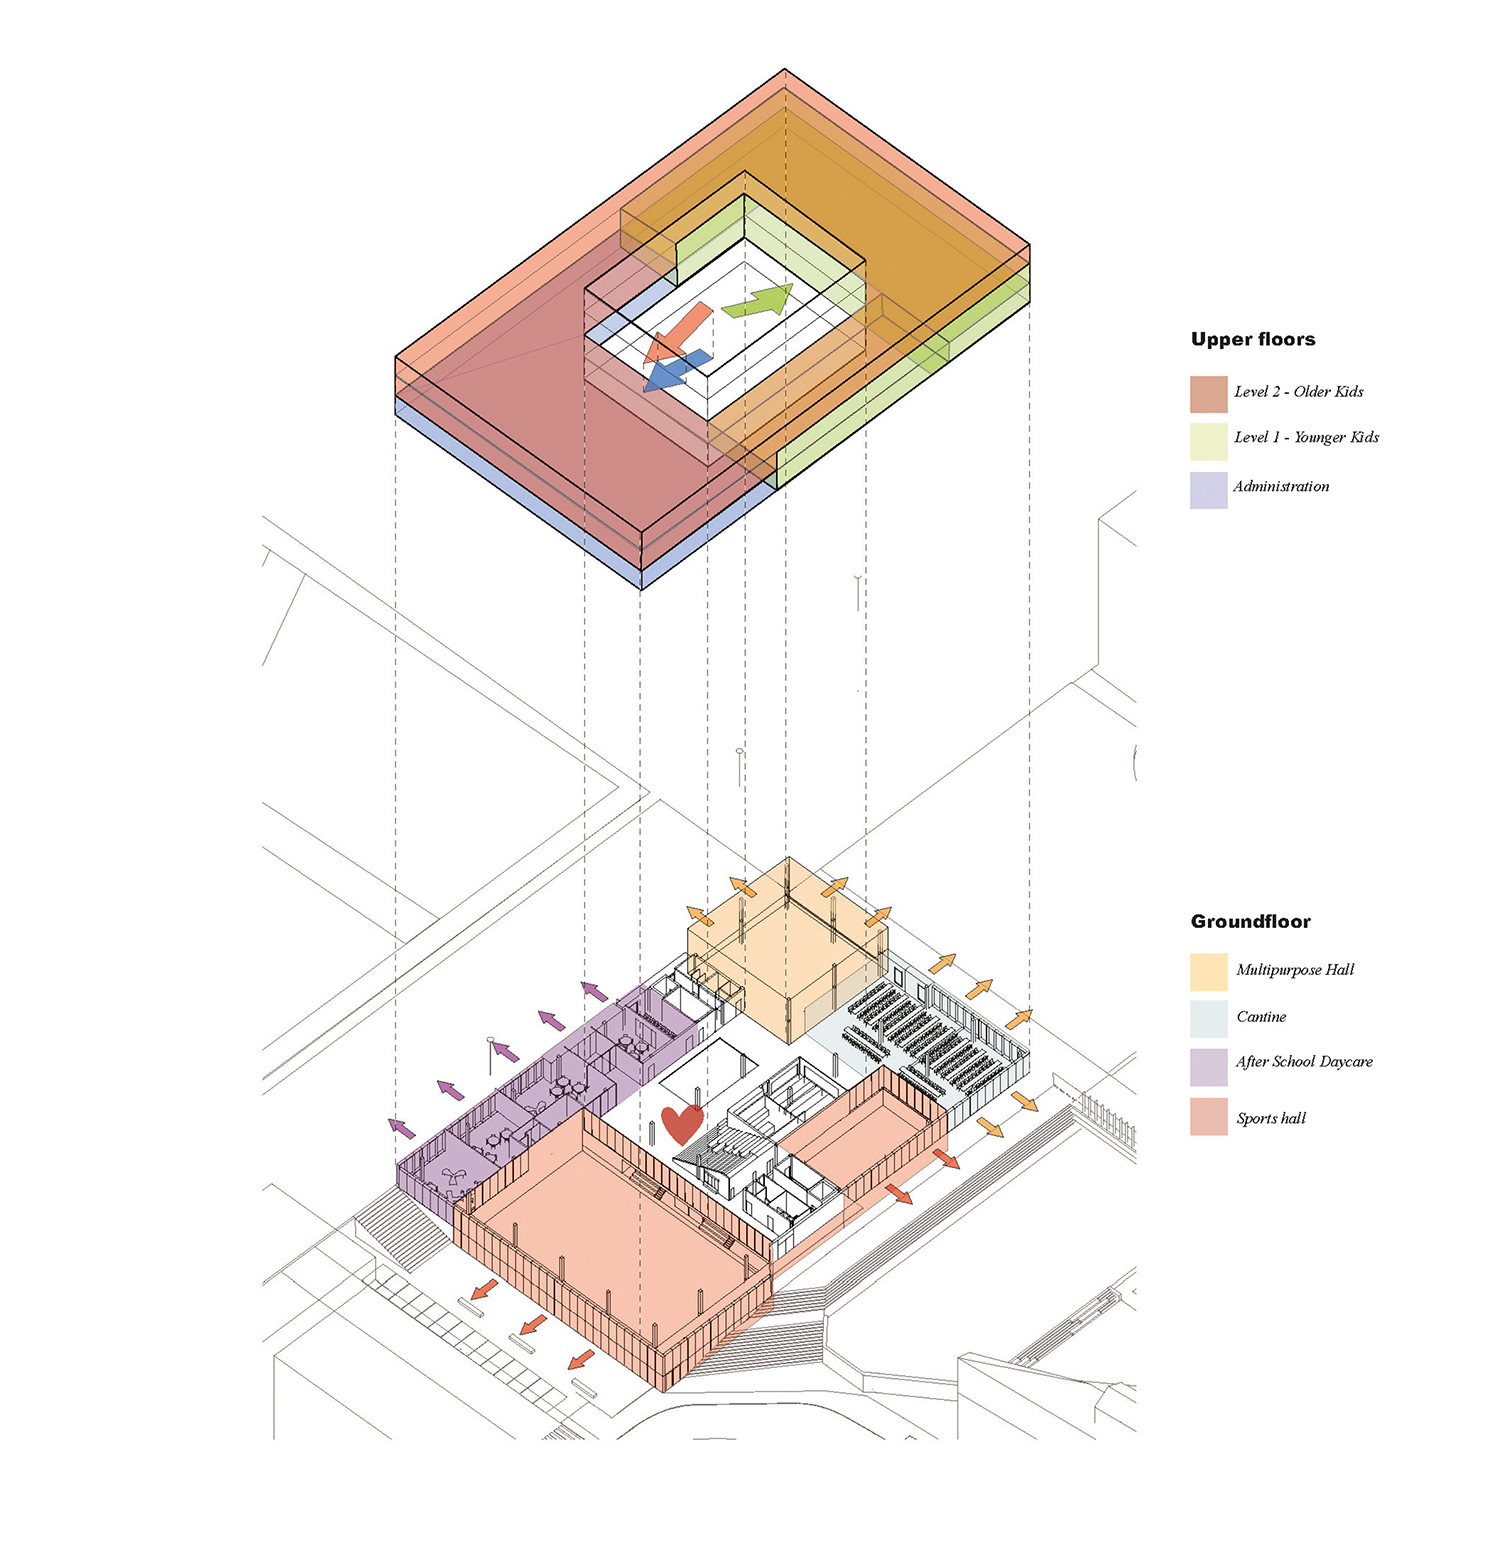 Upper floors
Level 2 - Older Kids
Level 1 - Younger Kids
Administration
Groundfloor
Multipurpose Hall
Cantine
After School Daycare
Sports hall